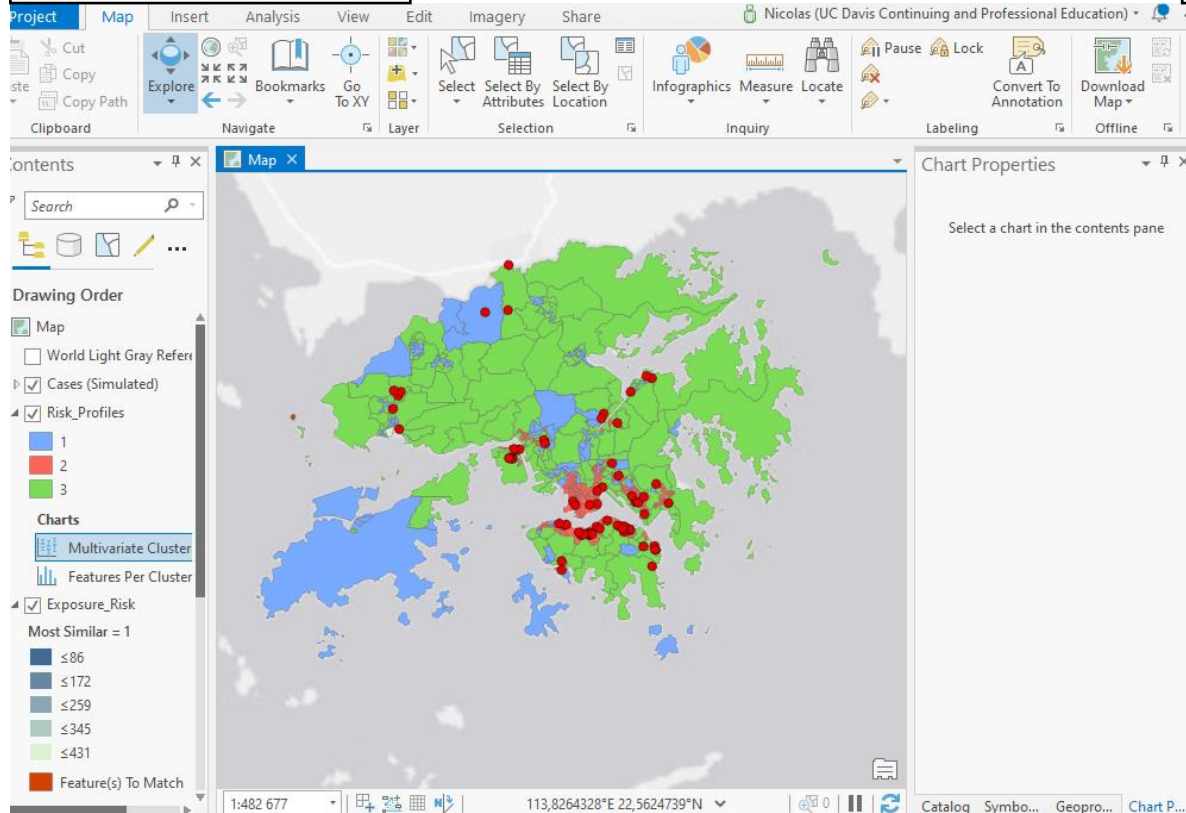 Project Map Insert Analysis View Edit Imagery Share Nicolas (UC Davis Continuing and Professional Education)
Cut
Copy
Copy Path
Clipboard
Explore
Bookmarks
Go To XY
Navigate
Layer
Select
Select By Attributes
Select By Location
Selection
Infographics
Measure
Locate
Inquiry
Pause
Lock
Convert To Annotation
Labeling
Download Map
Offline
Contents
Search
Drawing Order
Map
World Light Gray Refere
Cases (Simulated)
Risk_Profiles
1
2
3
Charts
Multivariate Cluster
Features Per Cluster
Exposure_Risk
Most Similar = 1
≤86
≤172
≤259
≤345
≤431
Feature(s) To Match
Map
1:482 677
113,8264328°E 22,5624739°N
0
Chart Properties
Select a chart in the contents pane
Catalog Symbo... Geopro... Chart P...